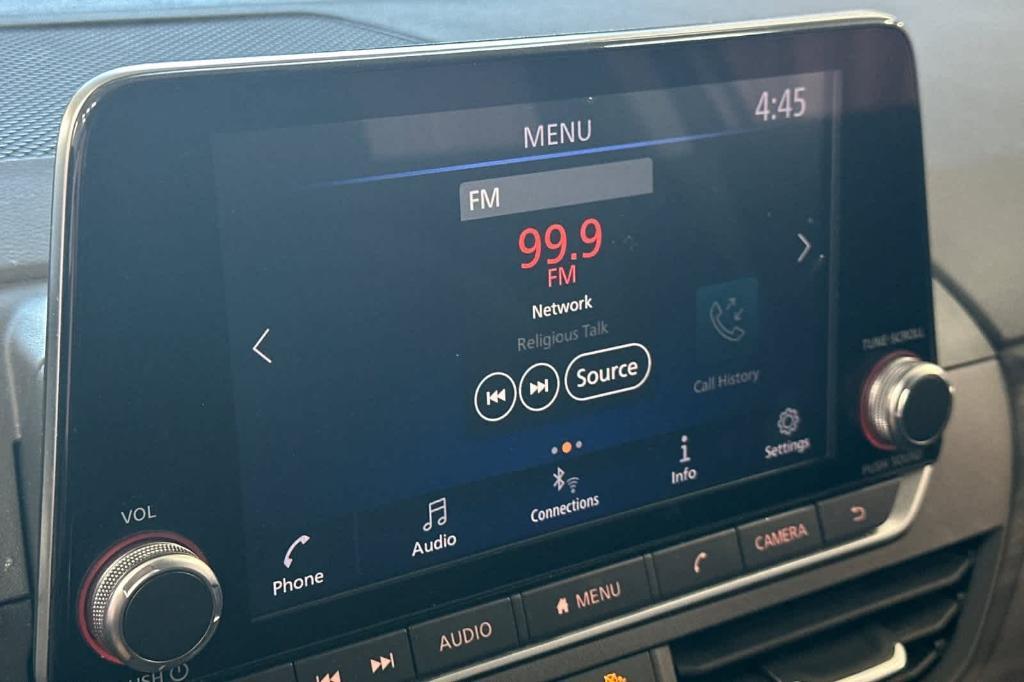 MENU
4:45
FM
99.9
FM
Network
Religious Talk
Source
Call History
TUNE·SCROLL
PUSH SOUND
Phone
Audio
Connections
Info
Settings
VOL
PUSH
AUDIO
MENU
CAMERA